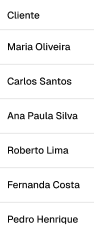 Cliente
Maria Oliveira
Carlos Santos
Ana Paula Silva
Roberto Lima
Fernanda Costa
Pedro Henrique